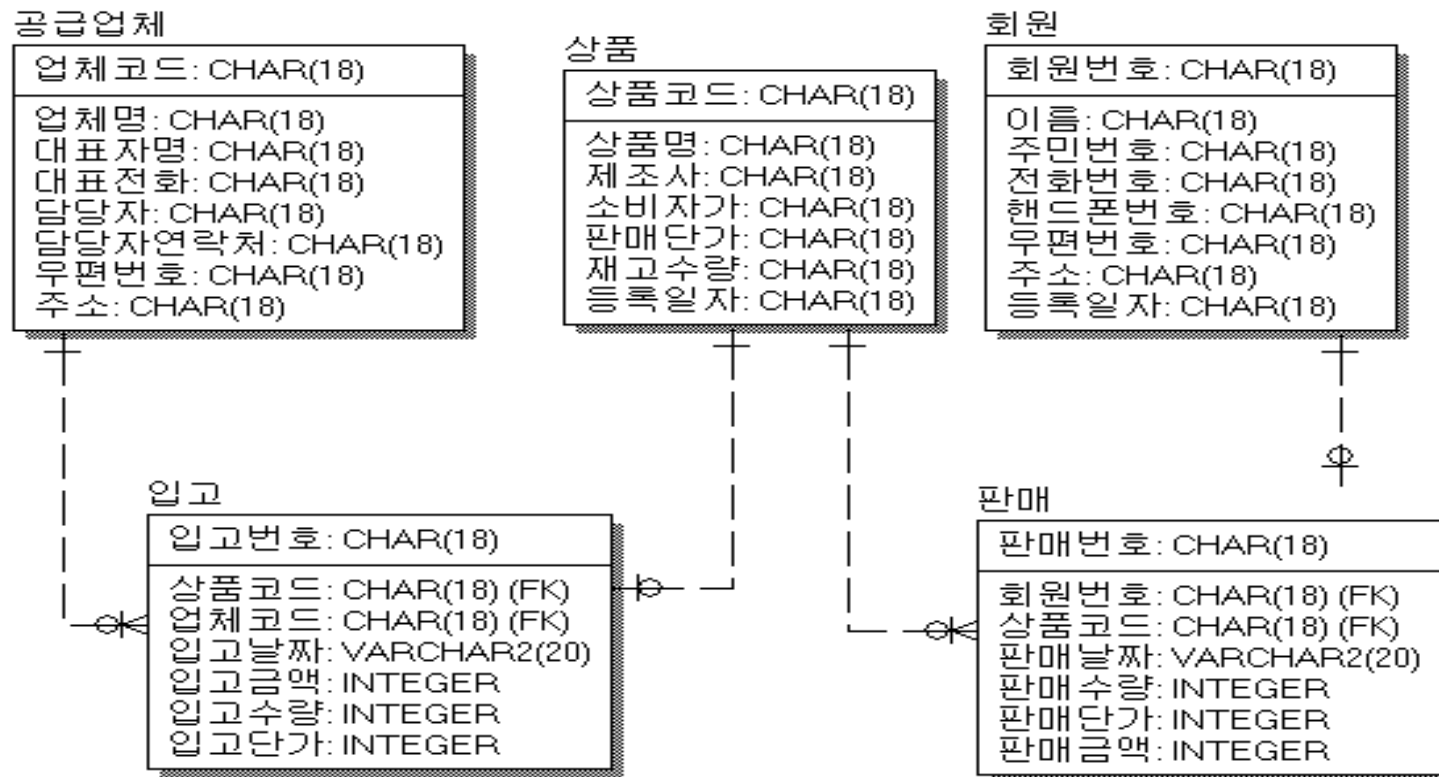 공급업체
업체코드: CHAR(18)
업체명: CHAR(18)
대표자명: CHAR(18)
대표전화: CHAR(18)
담당자: CHAR(18)
담당자연락처: CHAR(18)
우편번호: CHAR(18)
주소: CHAR(18)
상품
상품코드: CHAR(18)
상품명: CHAR(18)
제조사: CHAR(18)
소비자가: CHAR(18)
판매단가: CHAR(18)
재고수량: CHAR(18)
등록일자: CHAR(18)
회원
회원번호: CHAR(18)
이름: CHAR(18)
주민번호: CHAR(18)
전화번호: CHAR(18)
핸드폰번호: CHAR(18)
우편번호: CHAR(18)
주소: CHAR(18)
등록일자: CHAR(18)
입고
입고번호: CHAR(18)
상품코드: CHAR(18) (FK)
업체코드: CHAR(18) (FK)
입고날짜: VARCHAR2(20)
입고금액: INTEGER
입고수량: INTEGER
입고단가: INTEGER
판매
판매번호: CHAR(18)
회원번호: CHAR(18) (FK)
상품코드: CHAR(18) (FK)
판매날짜: VARCHAR2(20)
판매수량: INTEGER
판매단가: INTEGER
판매금액: INTEGER